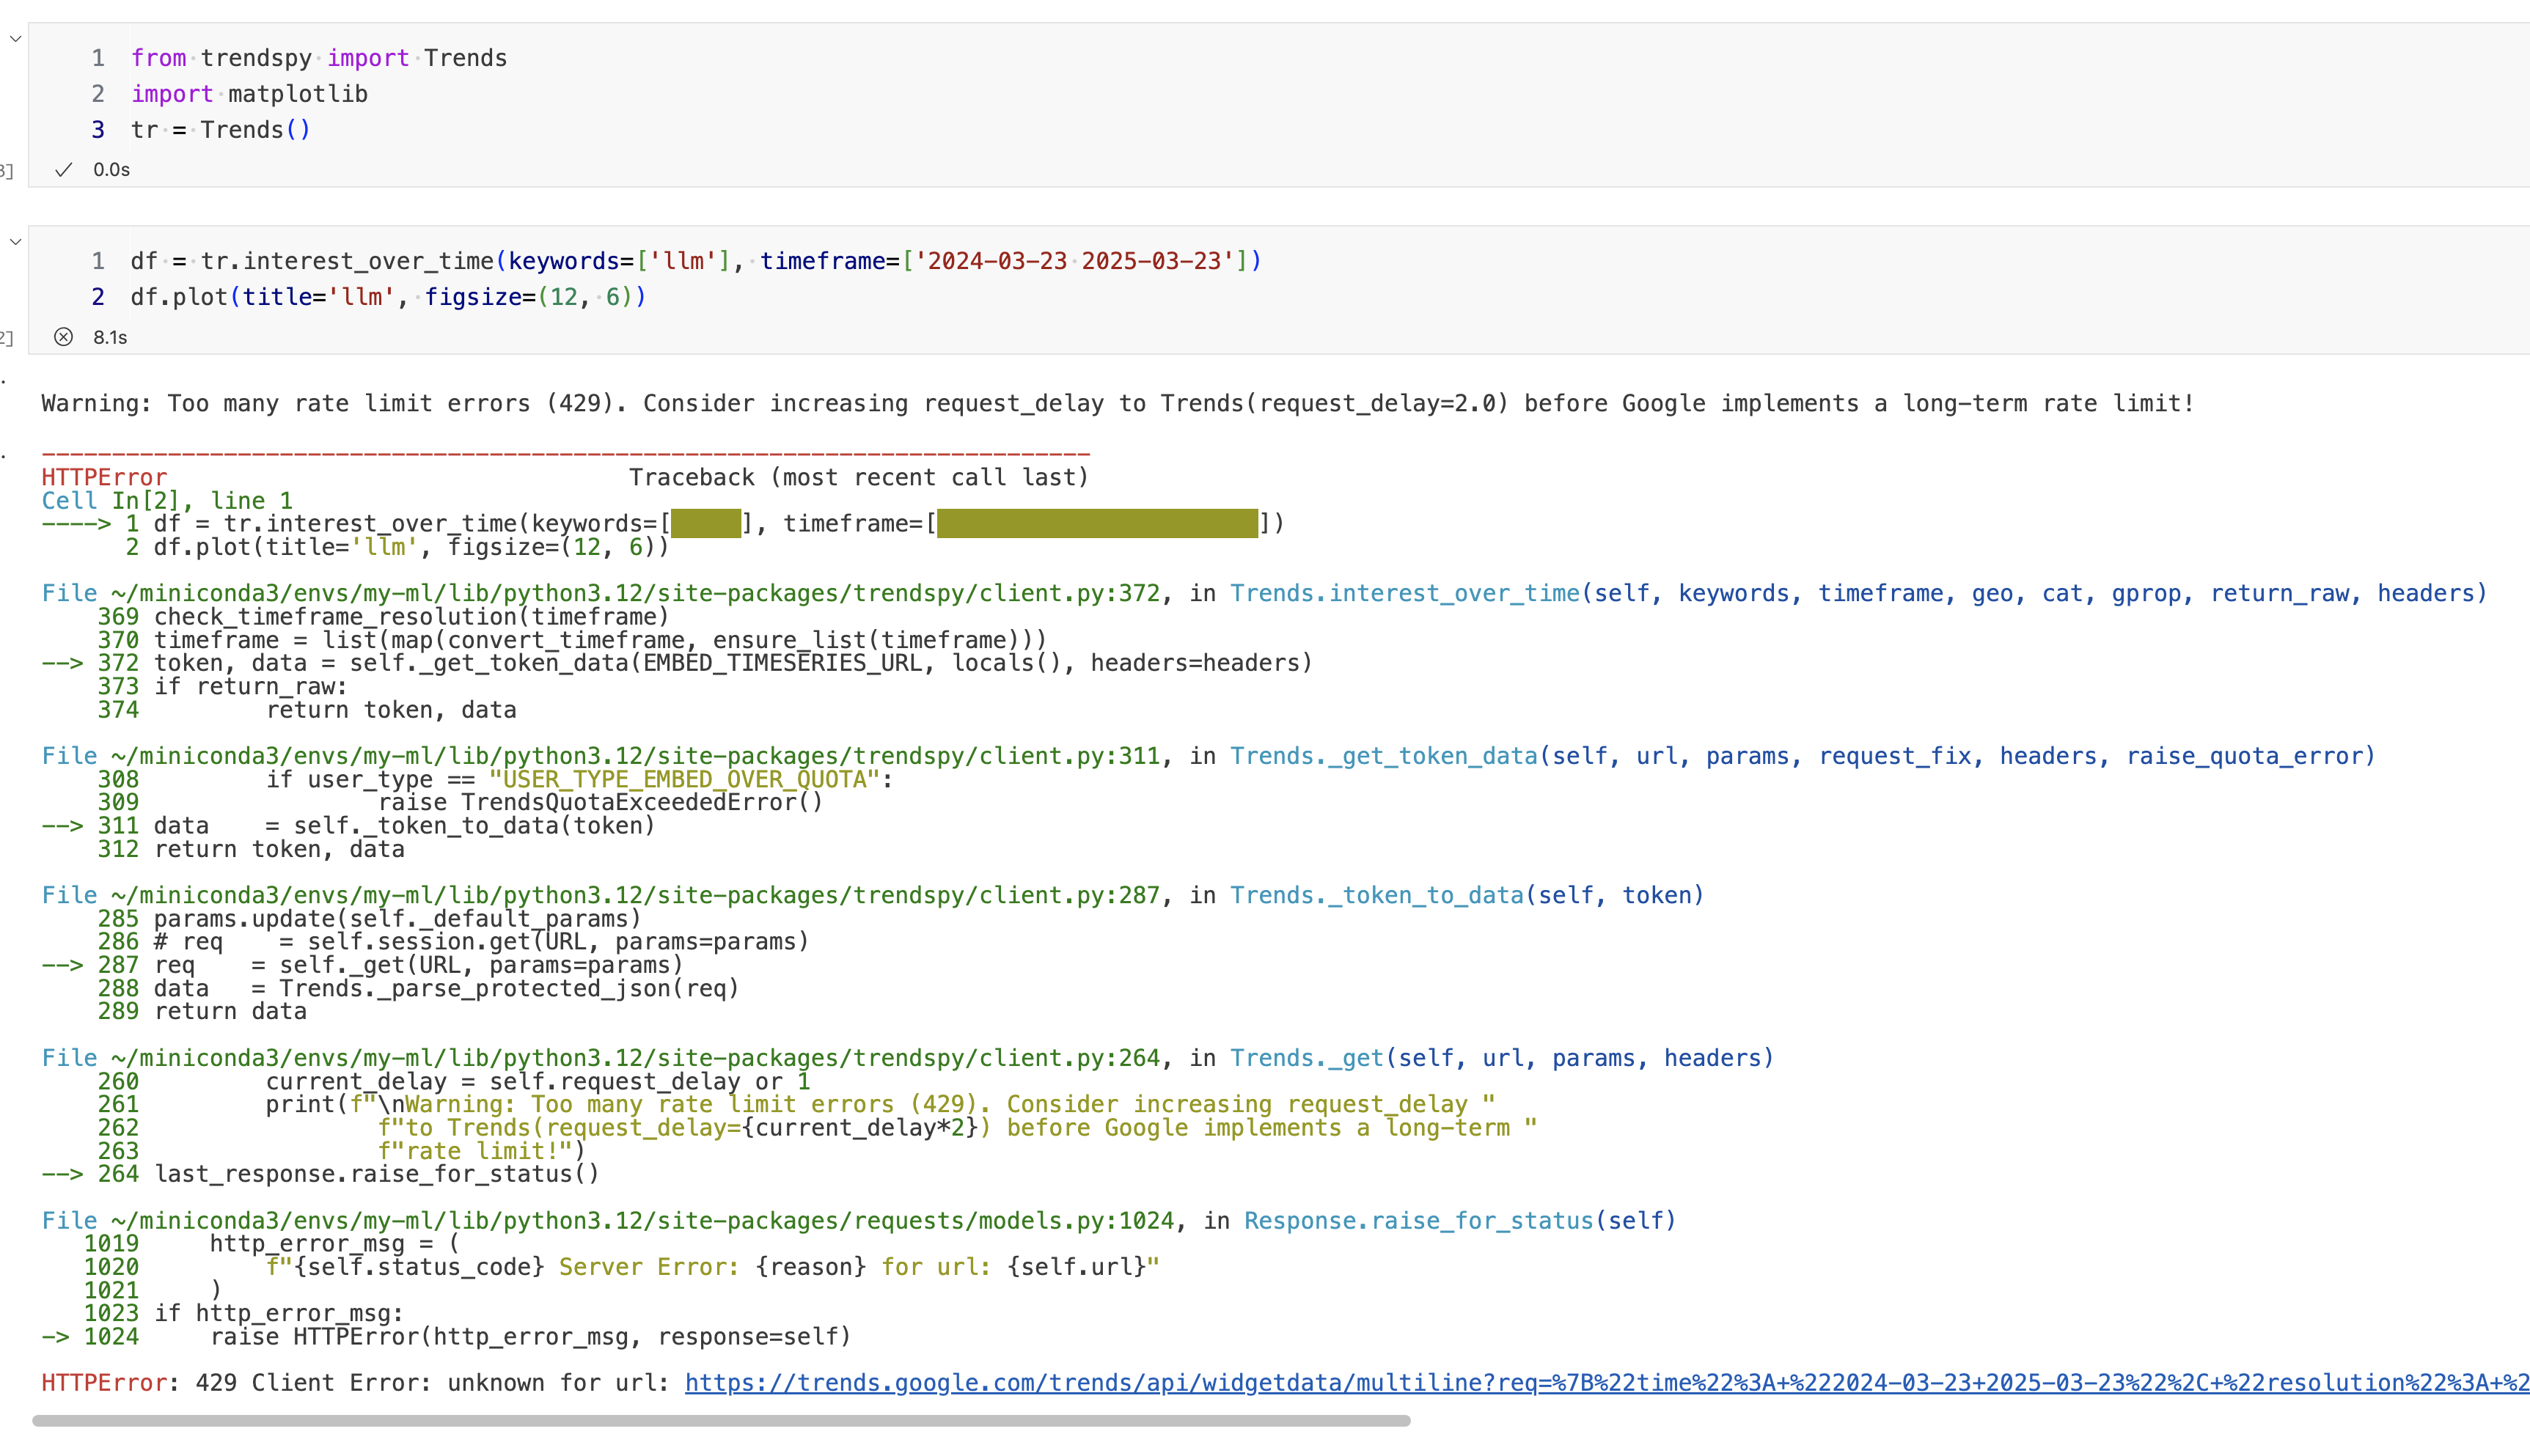 1 from trendspy import Trends
2 import matplotlib
3 tr = Trends()
3] 0.0s
1 df = tr.interest_over_time(keywords=['llm'], timeframe=['2024-03-23 2025-03-23'])
2 df.plot(title='llm', figsize=(12, 6))
2] 8.1s
Warning: Too many rate limit errors (429). Consider increasing request_delay to Trends(request_delay=2.0) before Google implements a long-term rate limit!
---------------------------------------------------------------------------
HTTPError Traceback (most recent call last)
Cell In[2], line 1
----> 1 df = tr.interest_over_time(keywords=[ ], timeframe=[ ])
2 df.plot(title='llm', figsize=(12, 6))
File ~/miniconda3/envs/my-ml/lib/python3.12/site-packages/trendspy/client.py:372, in Trends.interest_over_time(self, keywords, timeframe, geo, cat, gprop, return_raw, headers)
369 check_timeframe_resolution(timeframe)
370 timeframe = list(map(convert_timeframe, ensure_list(timeframe)))
--> 372 token, data = self._get_token_data(EMBED_TIMESERIES_URL, locals(), headers=headers)
373 if return_raw:
374 return token, data
File ~/miniconda3/envs/my-ml/lib/python3.12/site-packages/trendspy/client.py:311, in Trends._get_token_data(self, url, params, request_fix, headers, raise_quota_error)
308 if user_type == "USER_TYPE_EMBED_OVER_QUOTA":
309 raise TrendsQuotaExceededError()
--> 311 data = self._token_to_data(token)
312 return token, data
File ~/miniconda3/envs/my-ml/lib/python3.12/site-packages/trendspy/client.py:287, in Trends._token_to_data(self, token)
285 params.update(self._default_params)
286 # req = self.session.get(URL, params=params)
--> 287 req = self._get(URL, params=params)
288 data = Trends._parse_protected_json(req)
289 return data
File ~/miniconda3/envs/my-ml/lib/python3.12/site-packages/trendspy/client.py:264, in Trends._get(self, url, params, headers)
260 current_delay = self.request_delay or 1
261 print(f"\nWarning: Too many rate limit errors (429). Consider increasing request_delay "
262 f"to Trends(request_delay={current_delay*2}) before Google implements a long-term "
263 f"rate limit!")
--> 264 last_response.raise_for_status()
File ~/miniconda3/envs/my-ml/lib/python3.12/site-packages/requests/models.py:1024, in Response.raise_for_status(self)
1019 http_error_msg = (
1020 f"{self.status_code} Server Error: {reason} for url: {self.url}"
1021 )
1023 if http_error_msg:
-> 1024 raise HTTPError(http_error_msg, response=self)
HTTPError: 429 Client Error: unknown for url: https://trends.google.com/trends/api/widgetdata/multiline?req=%7B%22time%22%3A+%222024-03-23+2025-03-23%22%2C+%22resolution%22%3A+%2